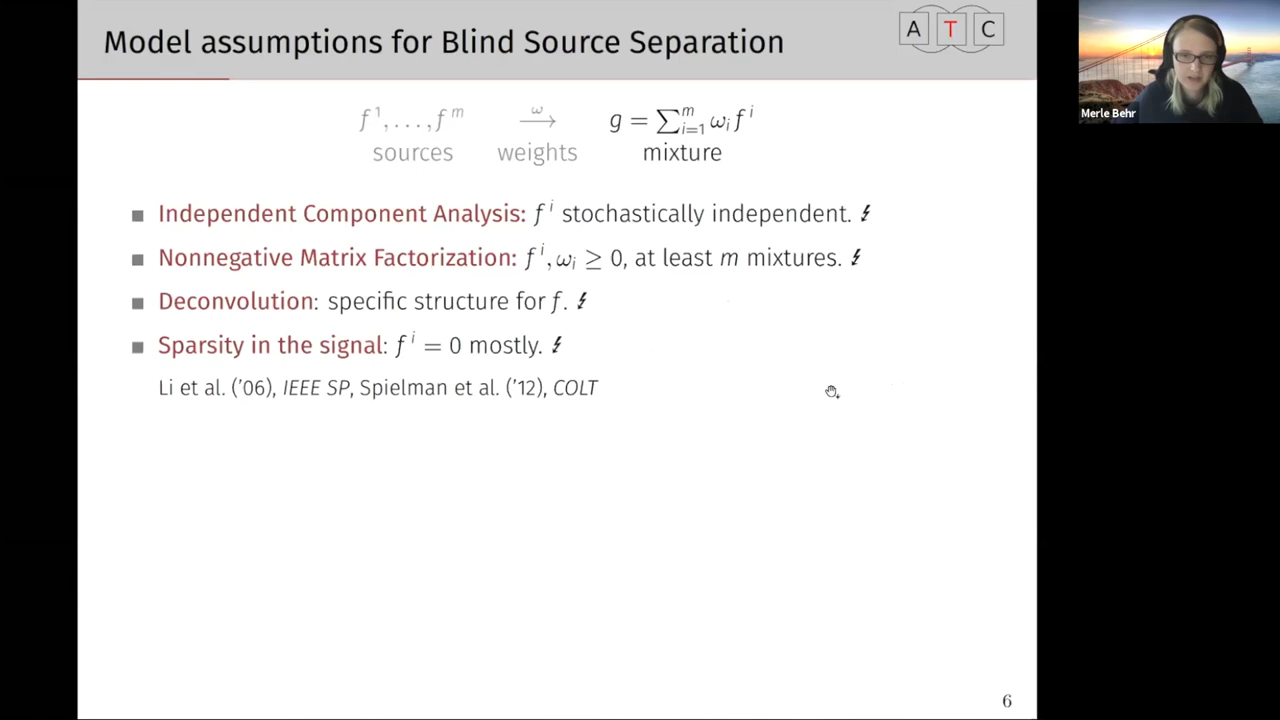 Model assumptions for Blind Source Separation
A T C
Merle Behr
f¹,...,fᵐ →ω g = ∑ᵢ₌₁ᵐ ωᵢfⁱ
sources weights mixture
Independent Component Analysis: fⁱ stochastically independent. ⚡
Nonnegative Matrix Factorization: fⁱ, ωᵢ ≥ 0, at least m mixtures. ⚡
Deconvolution: specific structure for f. ⚡
Sparsity in the signal: fⁱ = 0 mostly. ⚡
Li et al. ('06), IEEE SP, Spielman et al. ('12), COLT
6